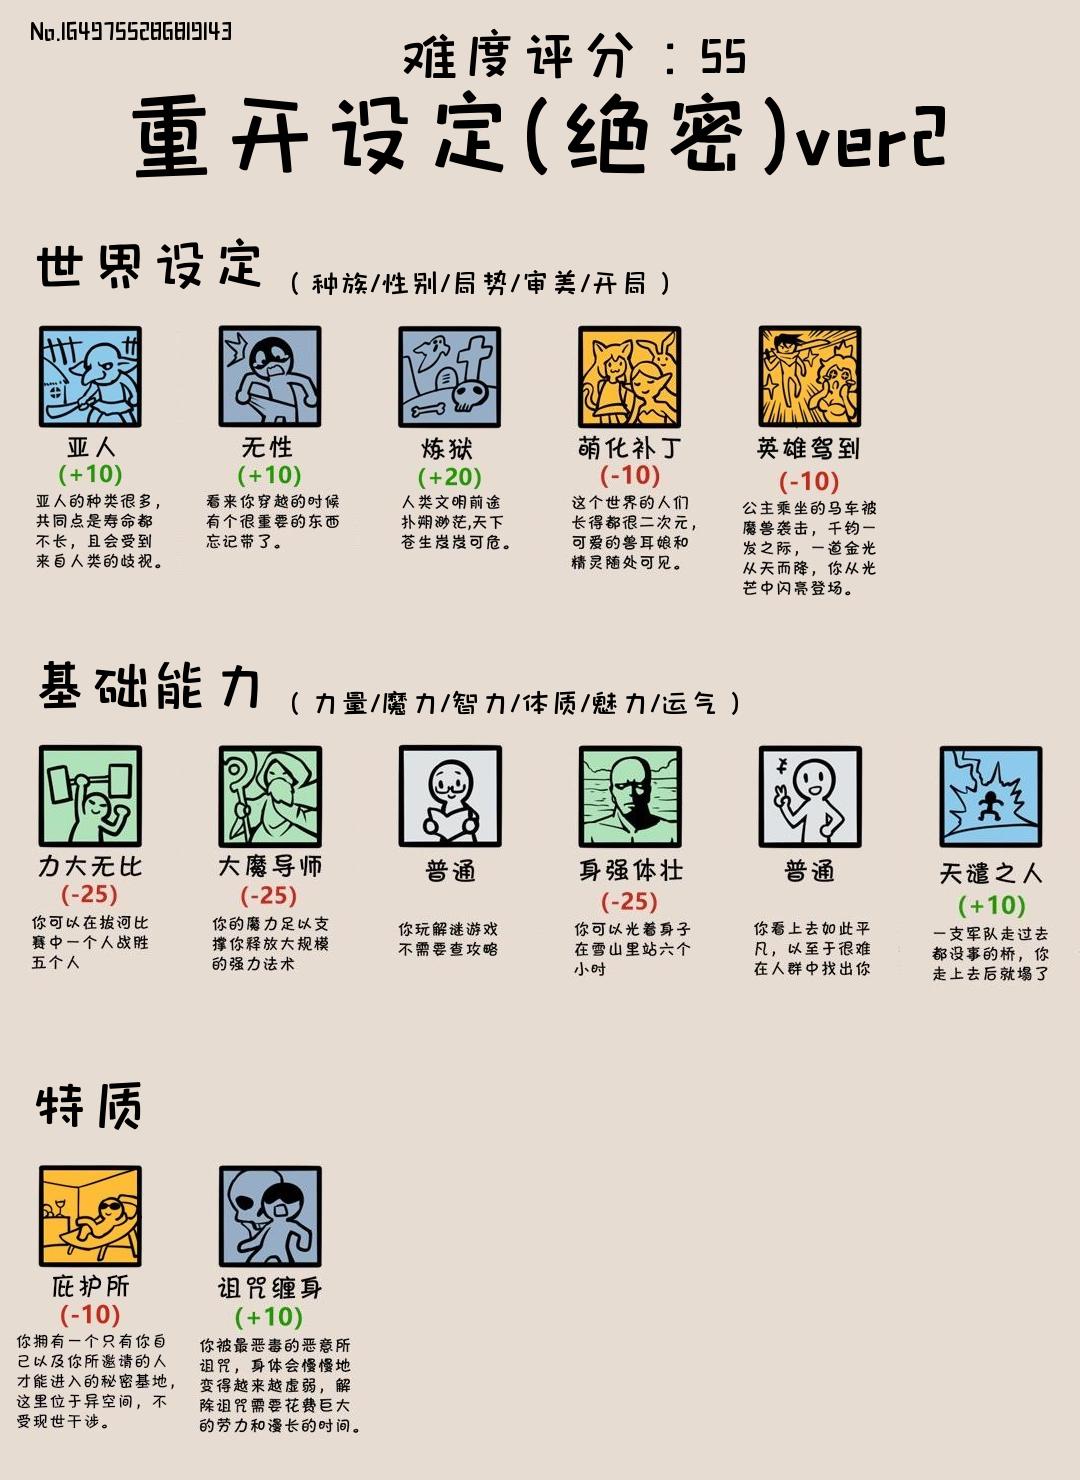 No.1649755286819143
难度评分：55
重开设定(绝密)ver2
世界设定（种族/性别/局势/审美/开局）
亚人
(+10)
亚人的种类很多，
共同点是寿命都
不长，且会受到
来自人类的歧视。
无性
(+10)
看来你穿越的时候
有个很重要的东西
忘记带了。
炼狱
(+20)
人类文明前途
扑朔渺茫,天下
苍生岌岌可危。
萌化补丁
(-10)
这个世界的人们
长得都很二次元，
可爱的兽耳娘和
精灵随处可见。
英雄驾到
(-10)
公主乘坐的马车被
魔兽袭击，千钧一
发之际，一道金光
从天而降，你从光
芒中闪亮登场。
基础能力（力量/魔力/智力/体质/魅力/运气）
力大无比
(-25)
你可以在拔河比
赛中一个人战胜
五个人
大魔导师
(-25)
你的魔力足以支
撑你释放大规模
的强力法术
普通
你玩解谜游戏
不需要查攻略
身强体壮
(-25)
你可以光着身子
在雪山里站六个
小时
普通
你看上去如此平
凡，以至于很难
在人群中找出你
天谴之人
(+10)
一支军队走过去
都没事的桥，你
走上去后就塌了
特质
庇护所
(-10)
你拥有一个只有你自
己以及你所邀请的人
才能进入的秘密基地，
这里位于异空间，不
受现世干涉。
诅咒缠身
(+10)
你被最恶毒的恶意所
诅咒，身体会慢慢地
变得越来越虚弱，解
除诅咒需要花费巨大
的劳力和漫长的时间。